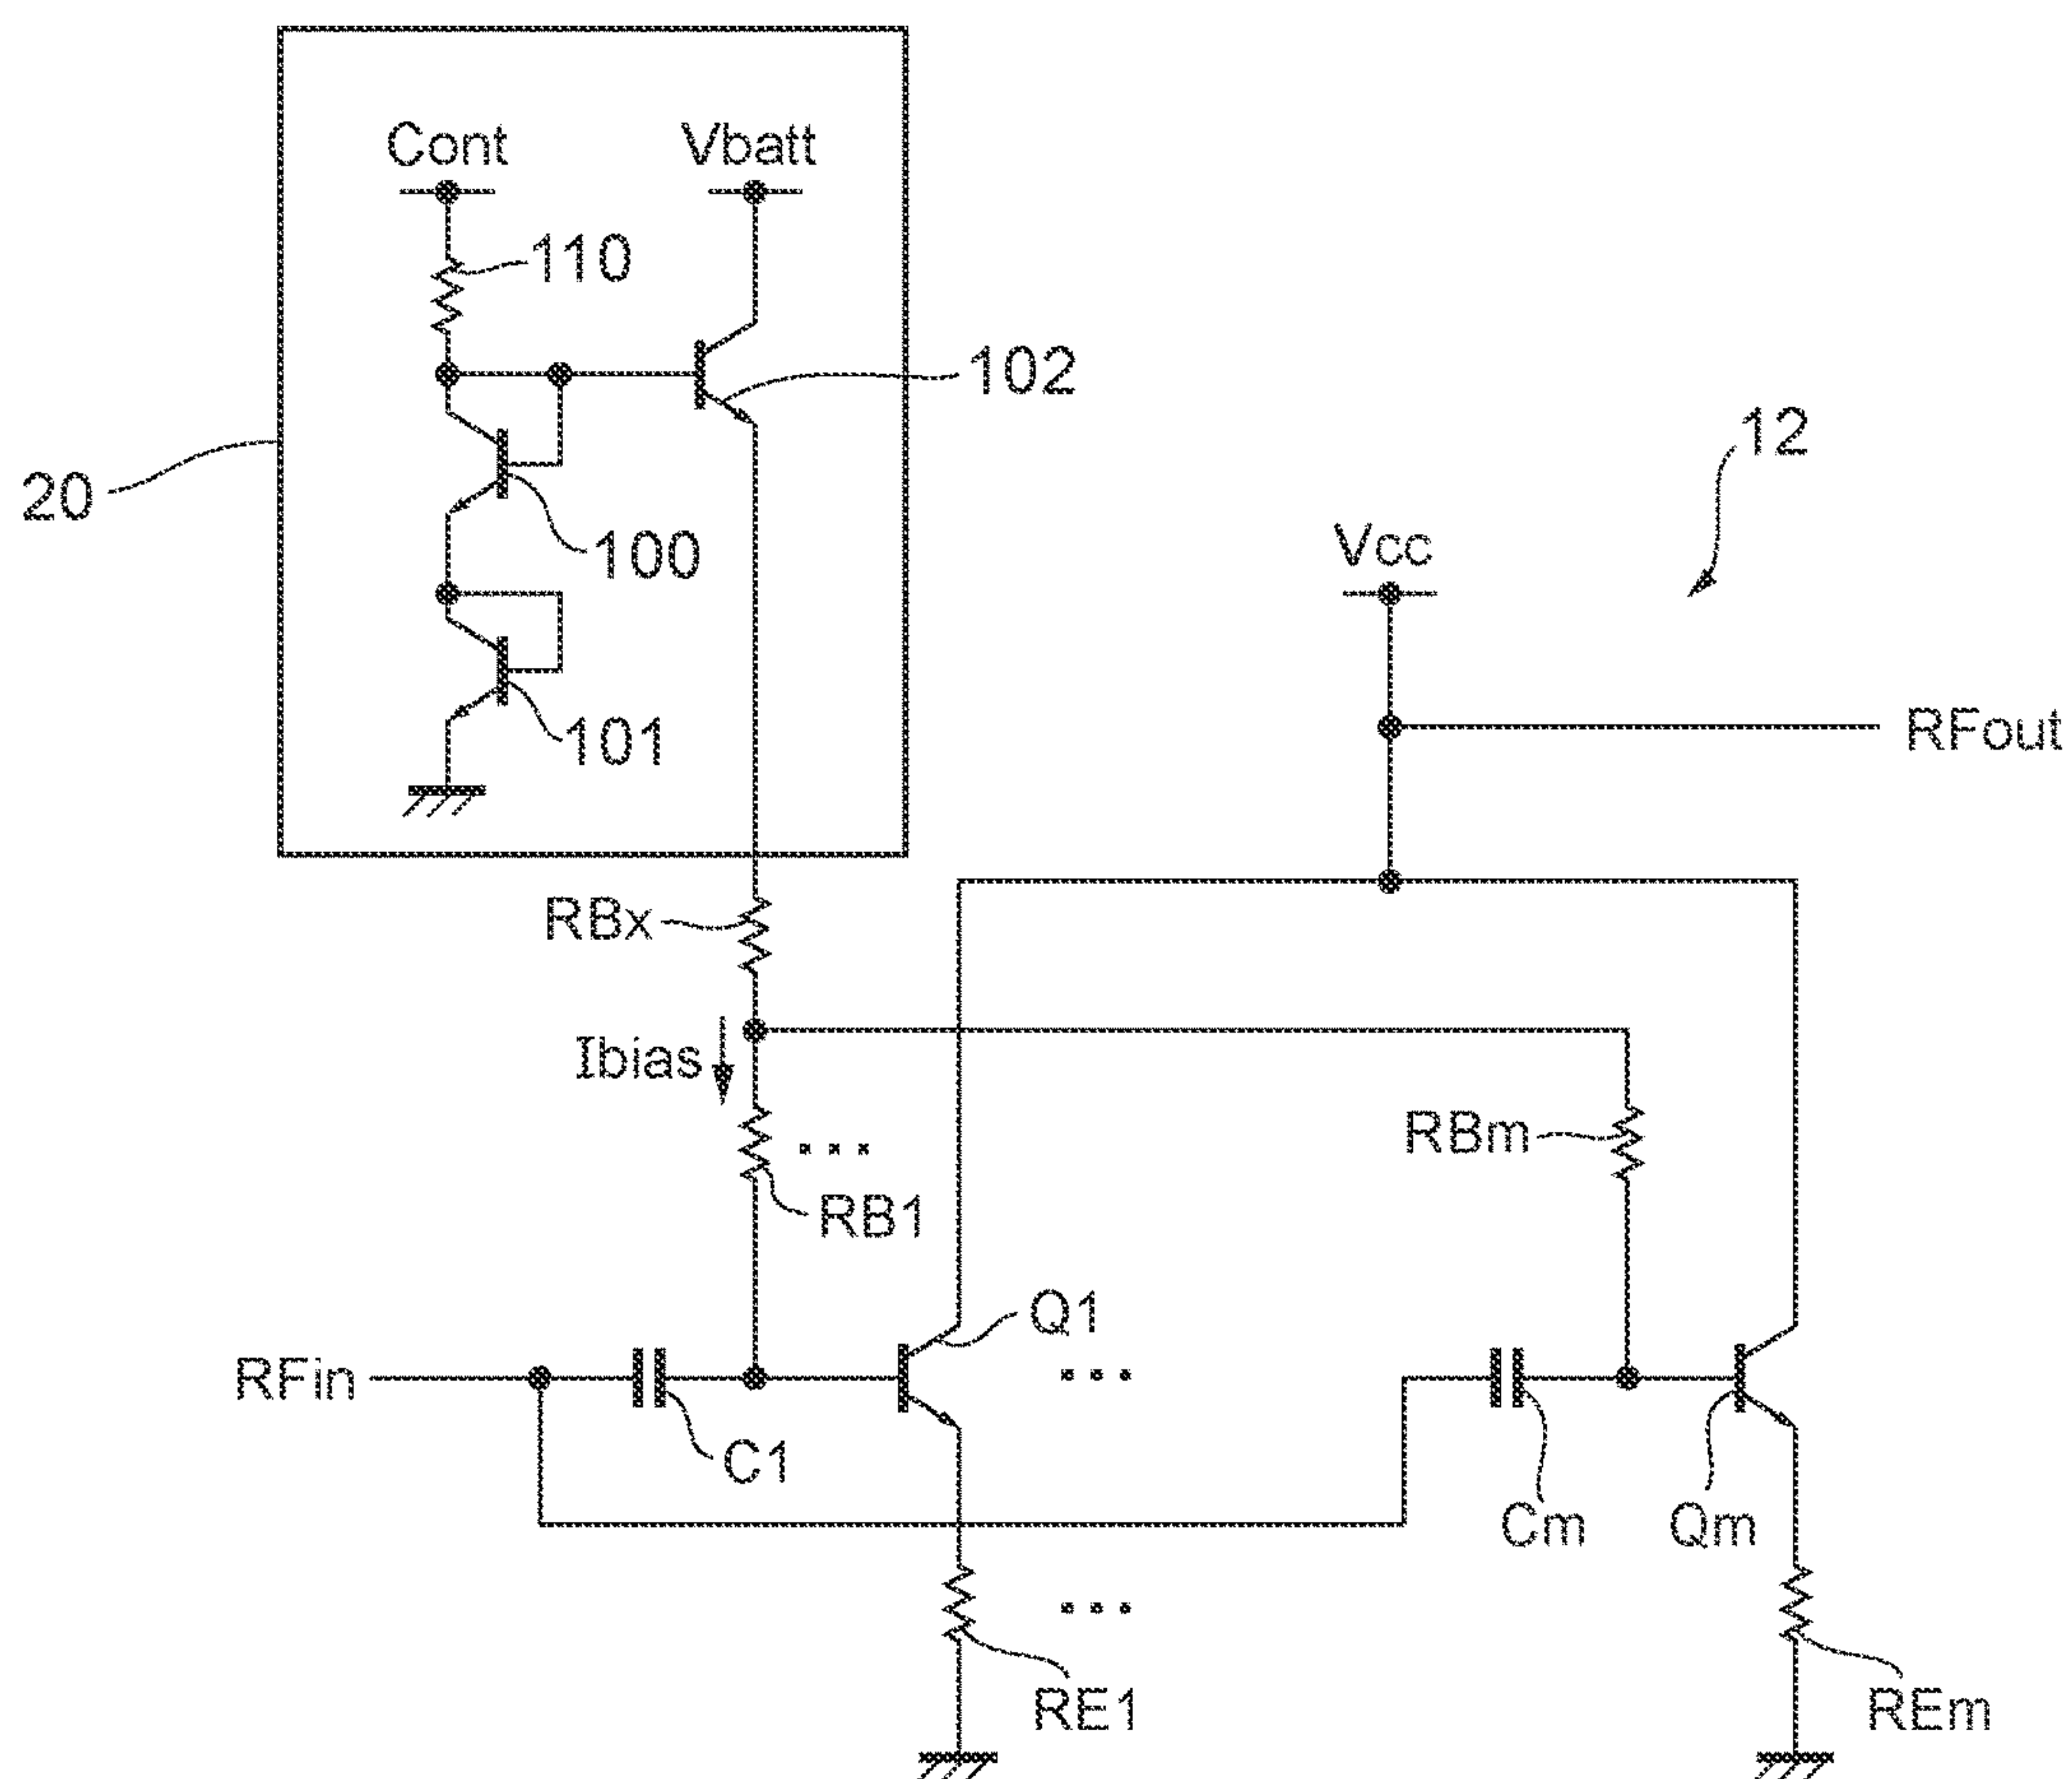 Cont
Vbatt
110
102
20
100
12
Vcc
101
RFout
RBx
Ibias
RBm
RB1
Q1
RFin
C1
Cm
Qm
RE1
REm